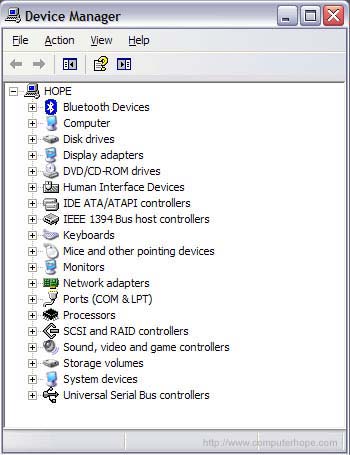 Device Manager
File Action View Help
HOPE
Bluetooth Devices
Computer
Disk drives
Display adapters
DVD/CD-ROM drives
Human Interface Devices
IDE ATA/ATAPI controllers
IEEE 1394 Bus host controllers
Keyboards
Mice and other pointing devices
Monitors
Network adapters
Ports (COM & LPT)
Processors
SCSI and RAID controllers
Sound, video and game controllers
Storage volumes
System devices
Universal Serial Bus controllers
http://www.computerhope.com